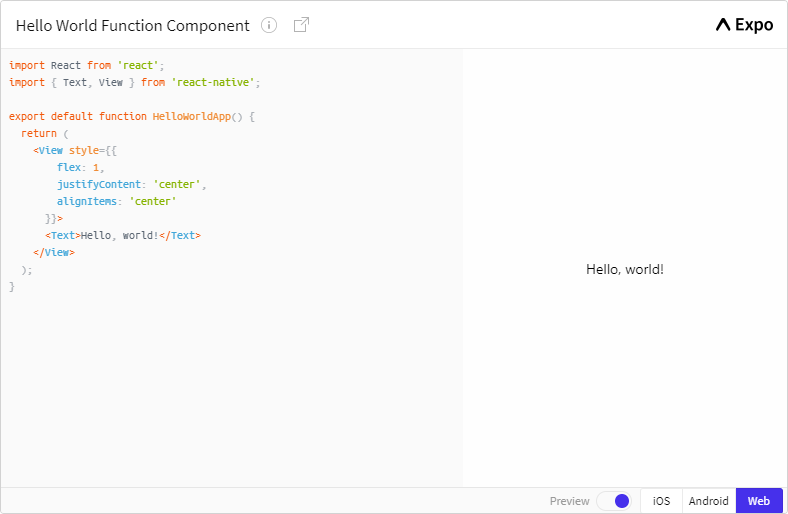 Hello World Function Component
Expo
import React from 'react';
import { Text, View } from 'react-native';
export default function HelloWorldApp() {
  return (
    <View style={{
        flex: 1,
        justifyContent: 'center',
        alignItems: 'center'
      }}>
      <Text>Hello, world!</Text>
    </View>
  );
}
Hello, world!
Preview iOS Android Web